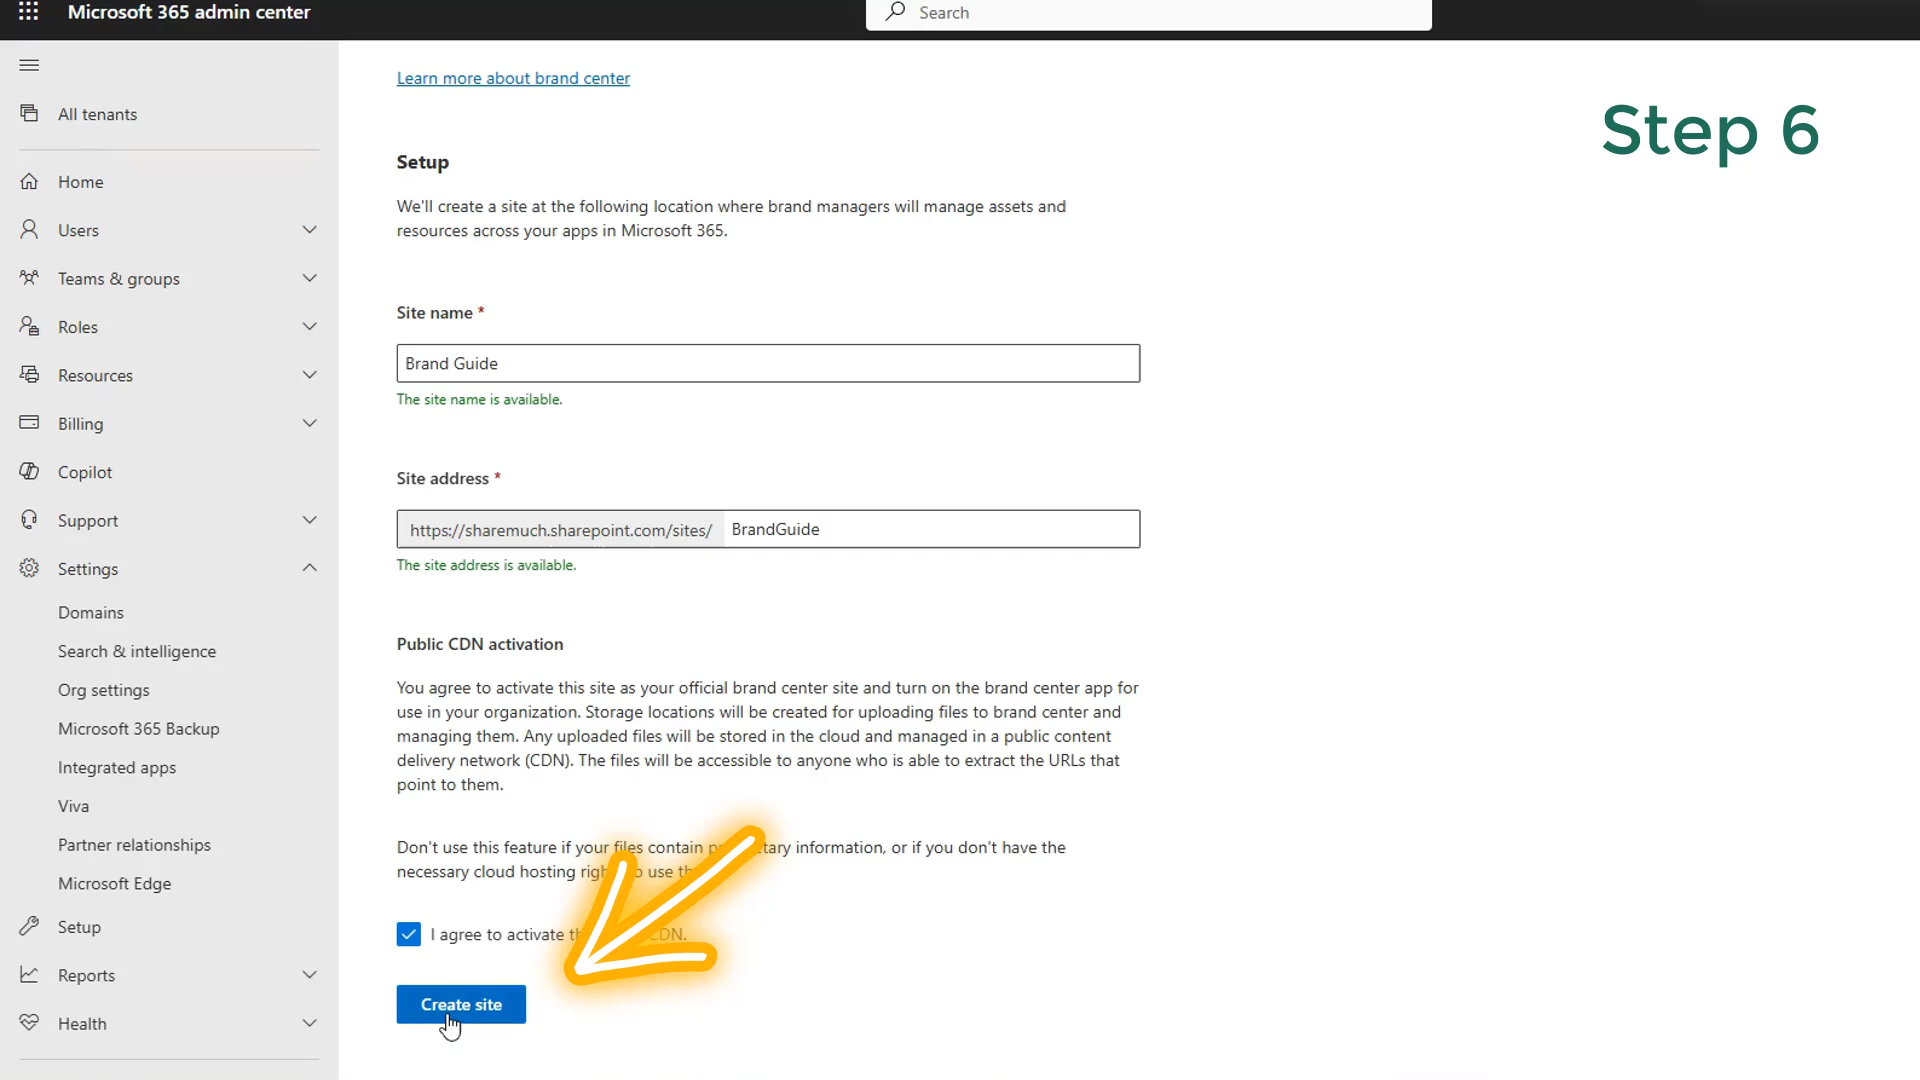 Microsoft 365 admin center
Search
All tenants
Home
Users
Teams & groups
Roles
Resources
Billing
Copilot
Support
Settings
Domains
Search & intelligence
Org settings
Microsoft 365 Backup
Integrated apps
Viva
Partner relationships
Microsoft Edge
Setup
Reports
Health
Learn more about brand center
Step 6
Setup
We'll create a site at the following location where brand managers will manage assets and
resources across your apps in Microsoft 365.
Site name *
Brand Guide
The site name is available.
Site address *
https://sharemuch.sharepoint.com/sites/ BrandGuide
The site address is available.
Public CDN activation
You agree to activate this site as your official brand center site and turn on the brand center app for
use in your organization. Storage locations will be created for uploading files to brand center and
managing them. Any uploaded files will be stored in the cloud and managed in a public content
delivery network (CDN). The files will be accessible to anyone who is able to extract the URLs that
point to them.
Don't use this feature if your files contain information, or if you don't have the
necessary cloud hosting to use
I agree to activate CDN.
Create site